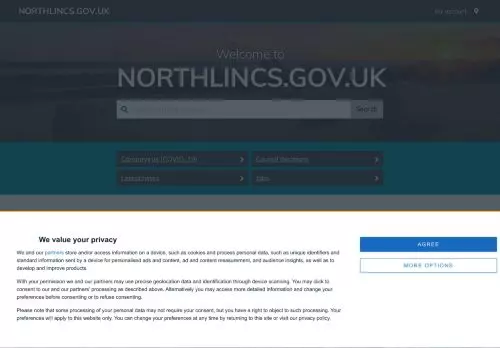 NORTHLINCS.GOV.UK
My account
Welcome to
NORTHLINCS.GOV.UK
Search
Coronavirus (COVID-19)
Council Elections
Latest news
Jobs
We value your privacy
We and our partners store and/or access information on a device, such as cookies and process personal data, such as unique identifiers and
standard information sent by a device for personalised ads and content, ad and content measurement, and audience insights, as well as to
develop and improve products.
With your permission we and our partners may use precise geolocation data and identification through device scanning. You may click to
consent to our and our partners' processing as described above. Alternatively you may access more detailed information and change your
preferences before consenting or to refuse consenting.
Please note that some processing of your personal data may not require your consent, but you have a right to object to such processing. Your
preferences will apply to this website only. You can change your preferences at any time by returning to this site or visit our privacy policy.
AGREE
MORE OPTIONS